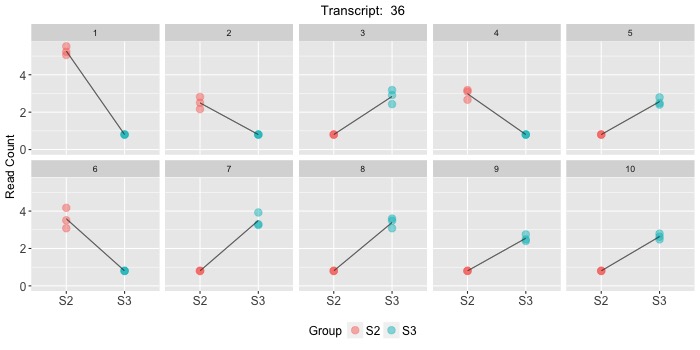 Transcript: 36
1 2 3 4 5
4
2
0
Read Count
6 7 8 9 10
4
2
0
S2 S3 S2 S3 S2 S3 S2 S3 S2 S3
Group S2 S3